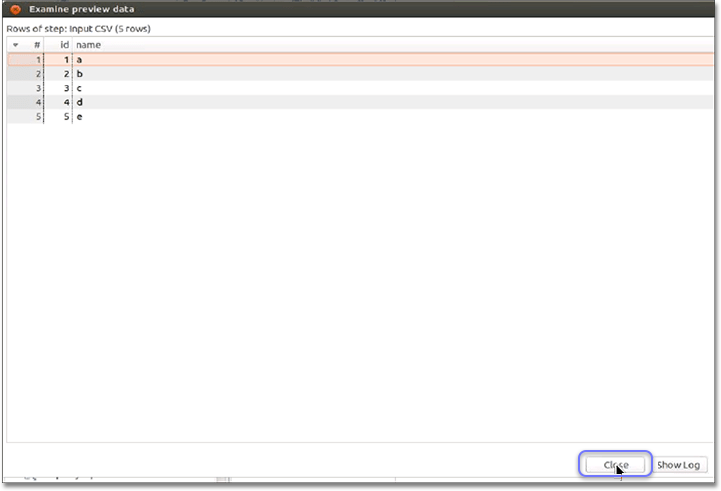 Examine preview data
Rows of step: Input CSV (5 rows)
# id name
1 1 a
2 2 b
3 3 c
4 4 d
5 5 e
Close Show Log